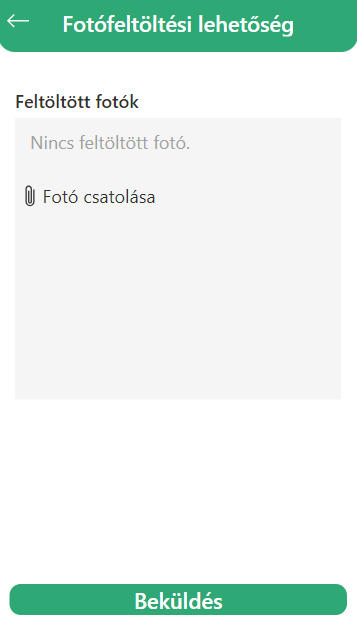 Fotófeltöltési lehetőség
Feltöltött fotók
Nincs feltöltött fotó.
Fotó csatolása
Beküldés